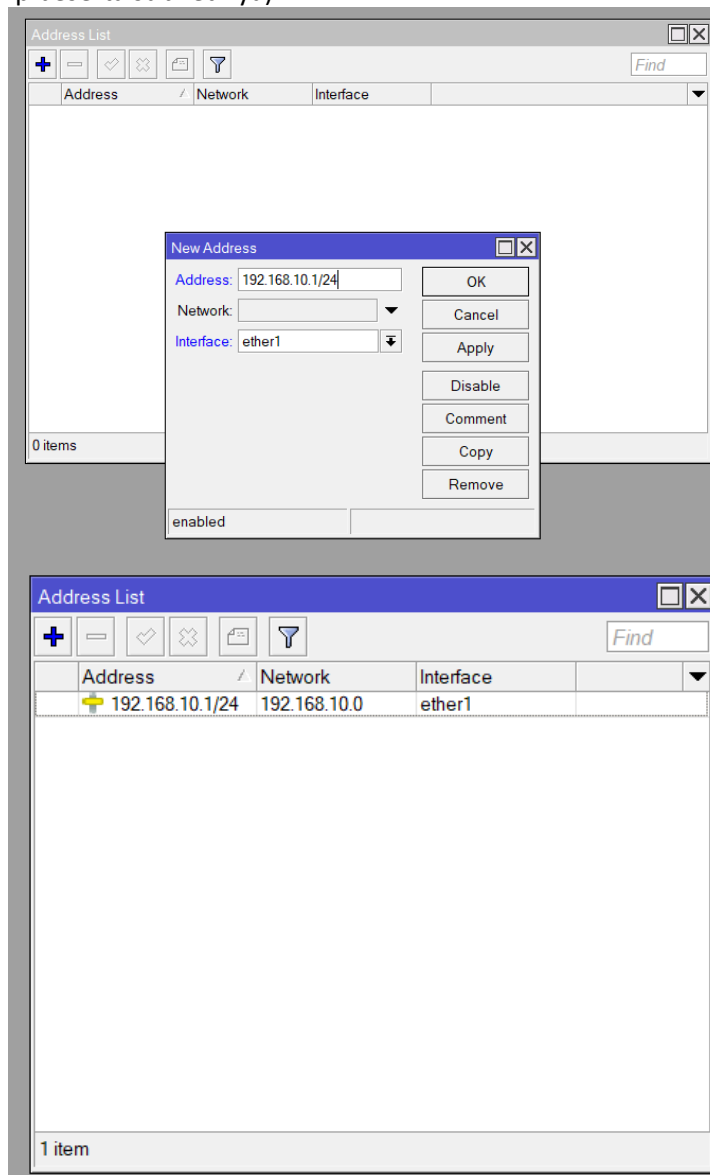 Address List
Find
Address Network Interface
New Address
Address: 192.168.10.1/24 OK
Network: Cancel
Interface: ether1 Apply
Disable
Comment
0 items Copy
Remove
enabled
Address List
Find
Address Network Interface
192.168.10.1/24 192.168.10.0 ether1
1 item